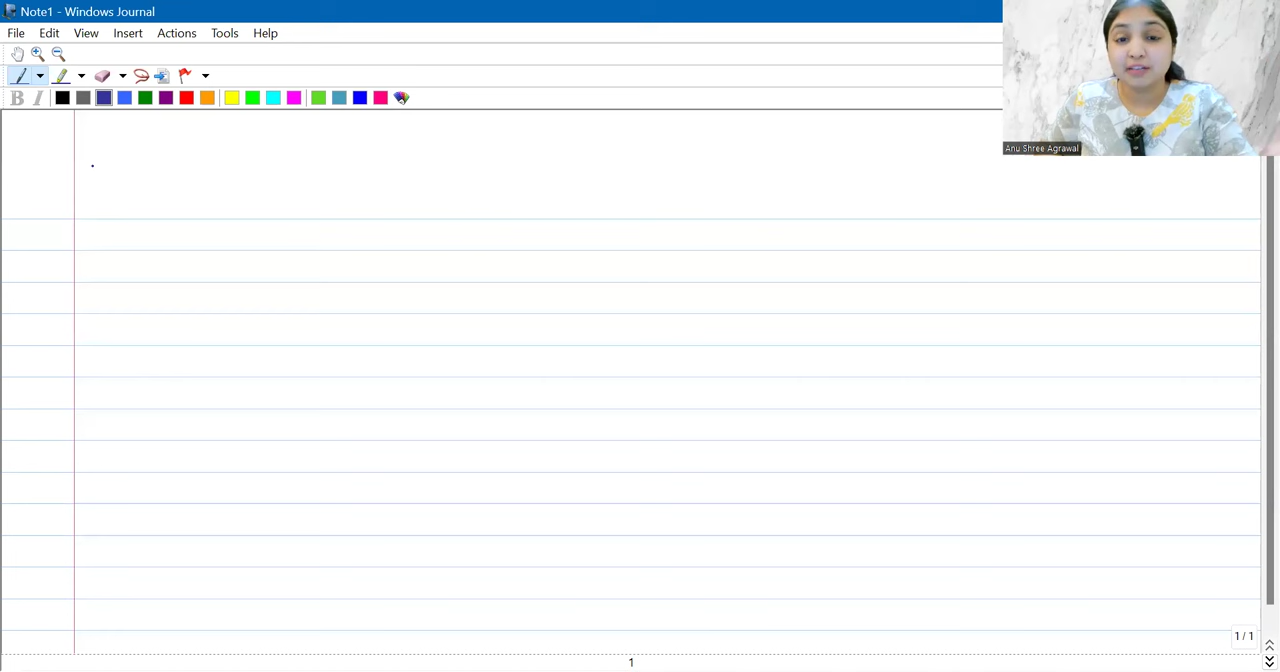 Note1 - Windows Journal
File Edit View Insert Actions Tools Help
B I
Anu Shree Agrawal
1 / 1
1